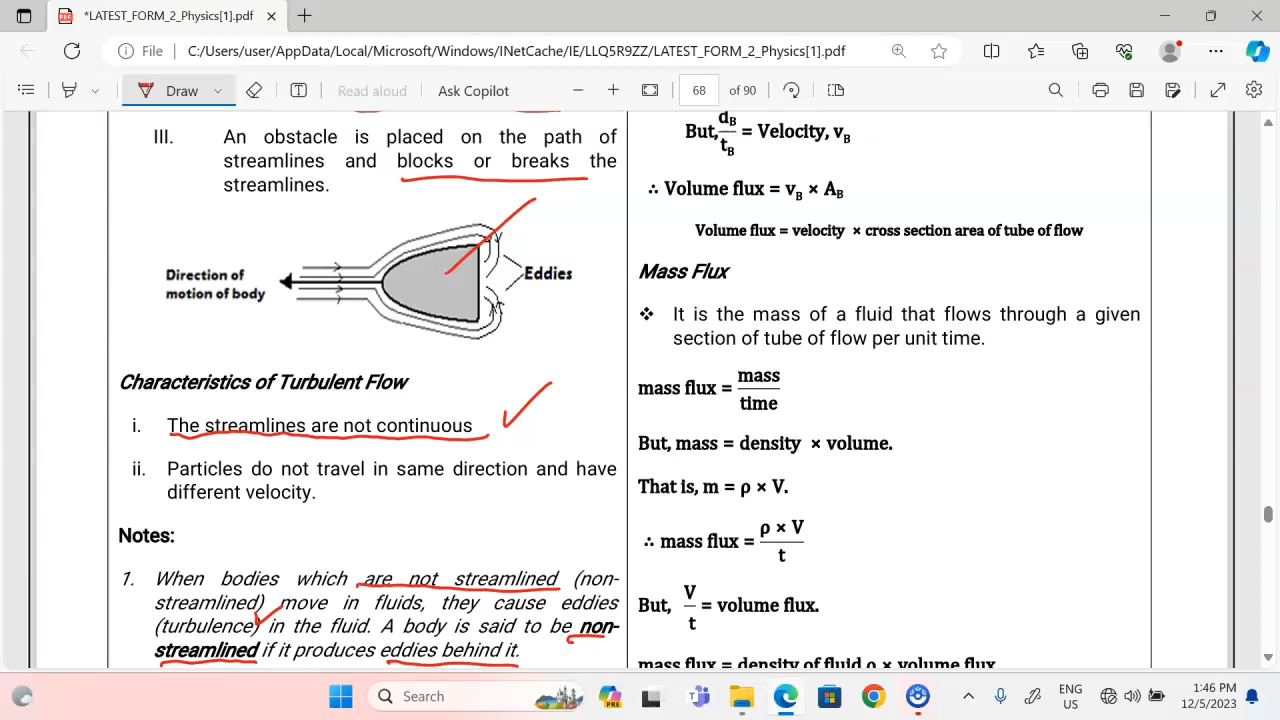 *LATEST_FORM_2_Physics[1].pdf
File
C:/Users/user/AppData/Local/Microsoft/Windows/INetCache/IE/LLQ5R9ZZ/LATEST_FORM_2_Physics[1].pdf
Draw
Read aloud
Ask Copilot
68
of 90
III. An obstacle is placed on the path of
streamlines and blocks or breaks the
streamlines.
Direction of
motion of body
Eddies
Characteristics of Turbulent Flow
i. The streamlines are not continuous
ii. Particles do not travel in same direction and have
different velocity.
Notes:
1. When bodies which are not streamlined (non-
streamlined) move in fluids, they cause eddies
(turbulence) in the fluid. A body is said to be non-
streamlined if it produces eddies behind it.
But, dB/tB = Velocity, vB
∴ Volume flux = vB × AB
Volume flux = velocity × cross section area of tube of flow
Mass Flux
❖ It is the mass of a fluid that flows through a given
section of tube of flow per unit time.
mass flux = mass/time
But, mass = density × volume.
That is, m = ρ × V.
∴ mass flux = ρ × V/t
But, V/t = volume flux.
mass flux = density of fluid ρ × volume flux
Search
PRE
ENG
US
1:46 PM
12/5/2023